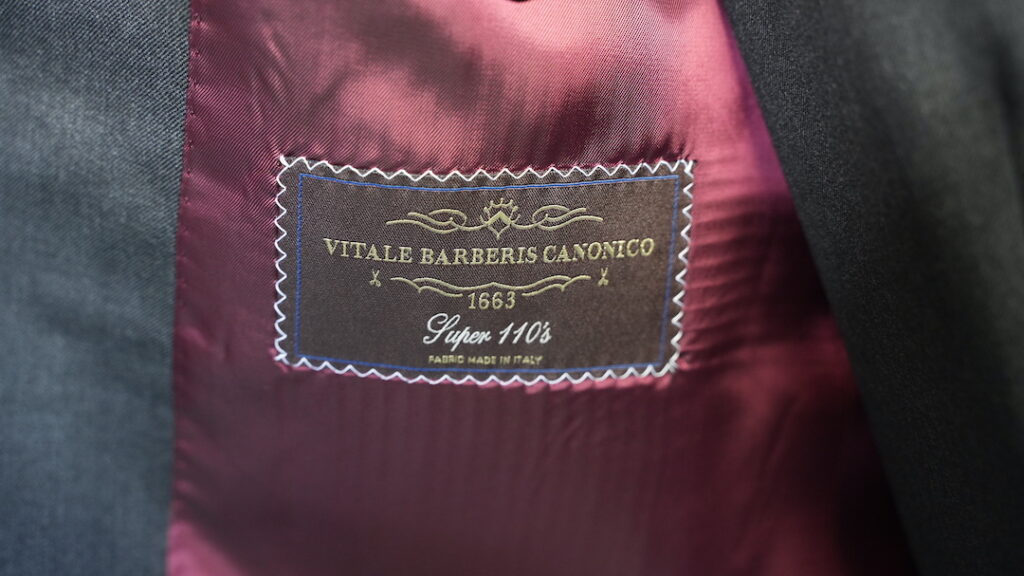 VITALE BARBERIS CANONICO
1663
Super 110's
FABRIC MADE IN ITALY